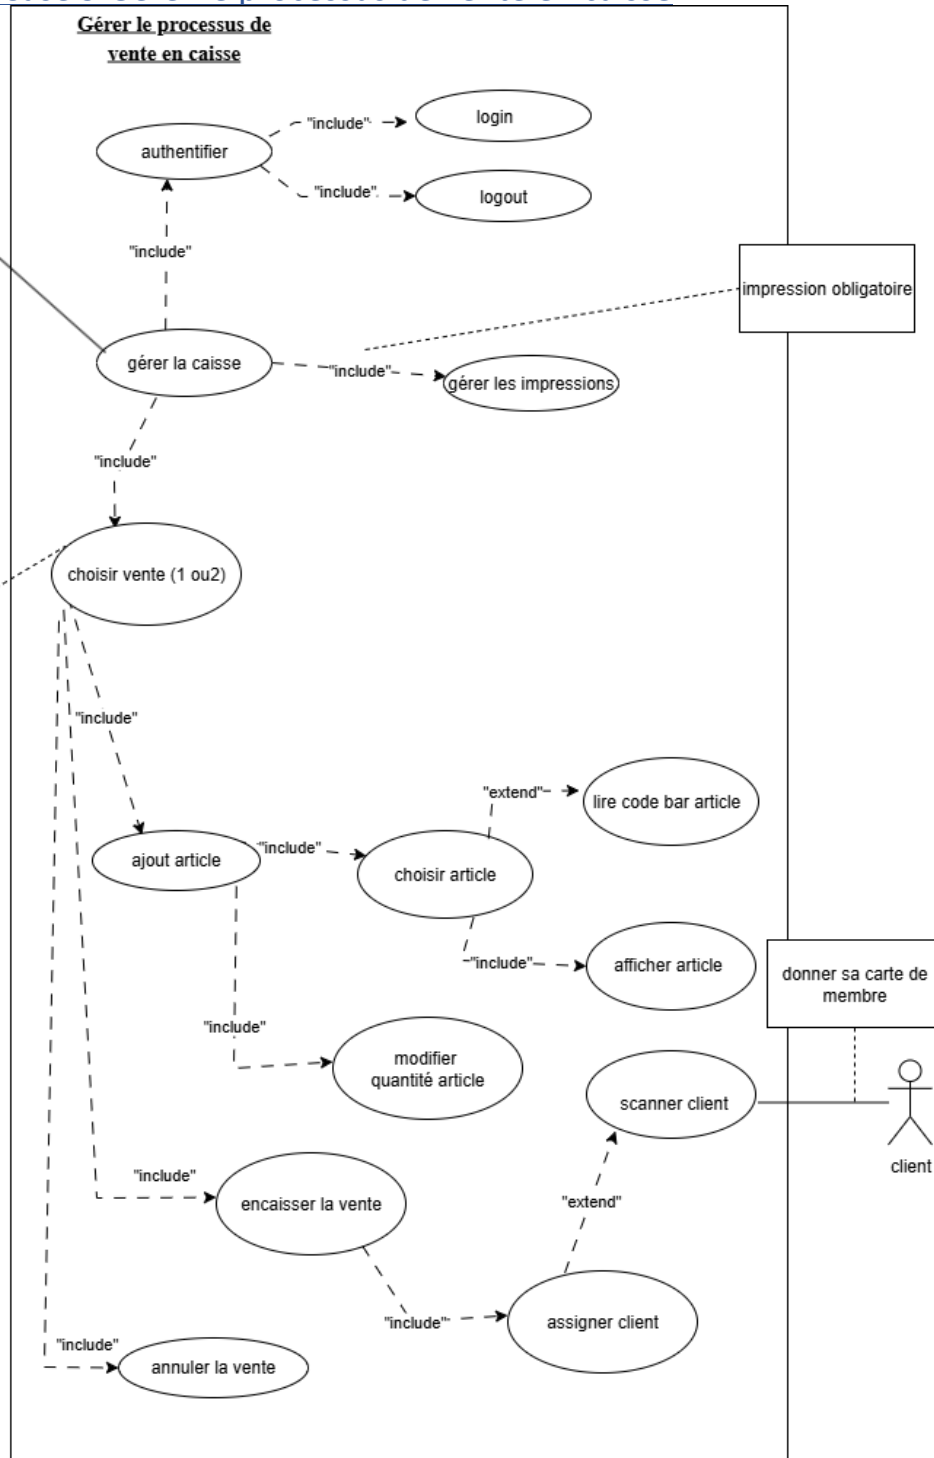 Gérer le processus de
vente en caisse
login
"include"
authentifier
"include"
logout
"include"
impression obligatoire
gérer la caisse
"include"
gérer les impressions
"include"
choisir vente (1 ou2)
"include"
"extend"
lire code bar article
"include"
ajout article
choisir article
"include"
afficher article
donner sa carte de
membre
"include"
modifier
quantité article
scanner client
client
"include"
encaisser la vente
"extend"
"include"
assigner client
"include"
annuler la vente